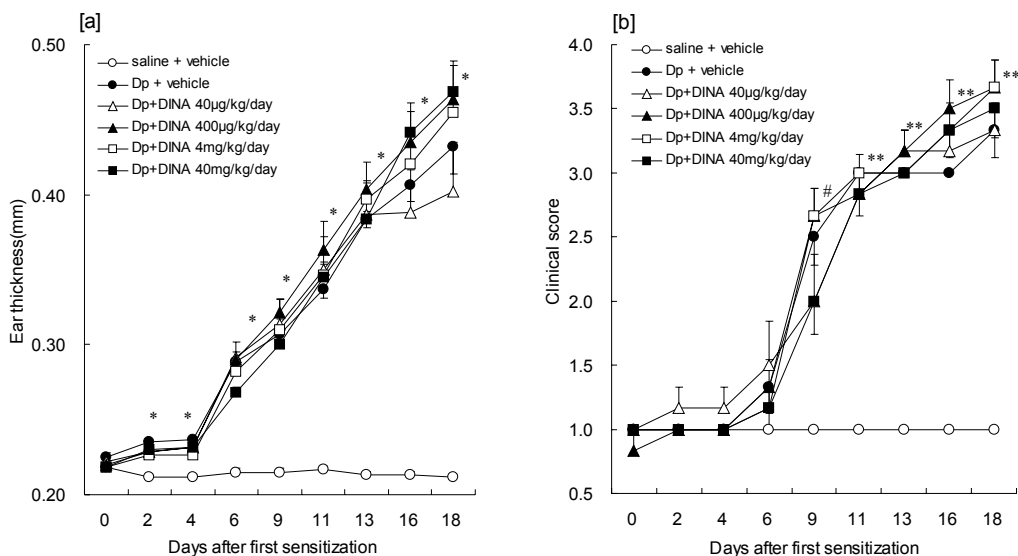 [a]
0.50
0.40
0.30
0.20
Ear thickness(mm)
saline + vehicle
Dp + vehicle
Dp+DINA 40µg/kg/day
Dp+DINA 400µg/kg/day
Dp+DINA 4mg/kg/day
Dp+DINA 40mg/kg/day
* * * * * * * *
0 2 4 6 9 11 13 16 18
Days after first sensitization
[b]
4.0
3.5
3.0
2.5
2.0
1.5
1.0
0.5
Clinical score
saline + vehicle
Dp + vehicle
Dp+DINA 40µg/kg/day
Dp+DINA 400µg/kg/day
Dp+DINA 4mg/kg/day
Dp+DINA 40mg/kg/day
# ** ** ** **
0 2 4 6 9 11 13 16 18
Days after first sensitization